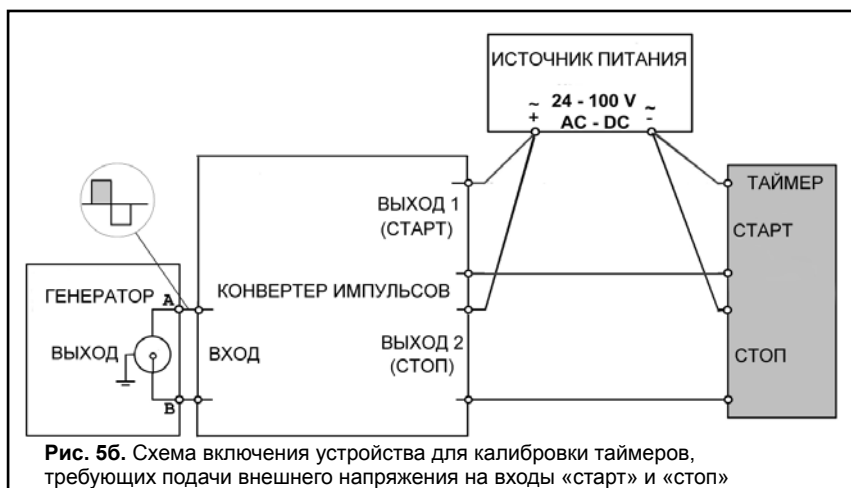 ИСТОЧНИК ПИТАНИЯ
~ 24 - 100 V ~
+ AC - DC -
ВЫХОД 1
(СТАРТ)
ТАЙМЕР
СТАРТ
ГЕНЕРАТОР A
КОНВЕРТЕР ИМПУЛЬСОВ
ВЫХОД
ВХОД
ВЫХОД 2
(СТОП)
СТОП
B
Рис. 5б. Схема включения устройства для калибровки таймеров,
требующих подачи внешнего напряжения на входы «старт» и «стоп»